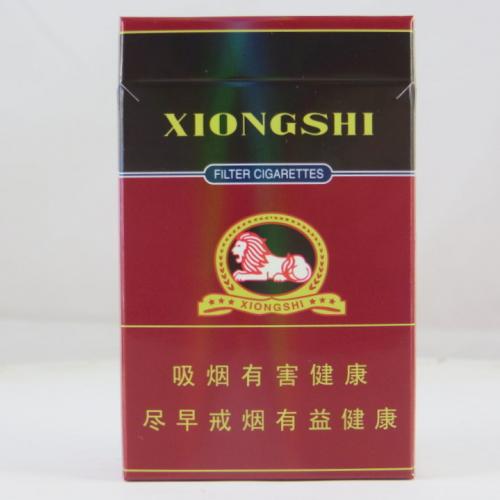 XIONGSHI
FILTER CIGARETTES
★★★ XIONGSHI ★★★
吸烟有害健康
尽早戒烟有益健康